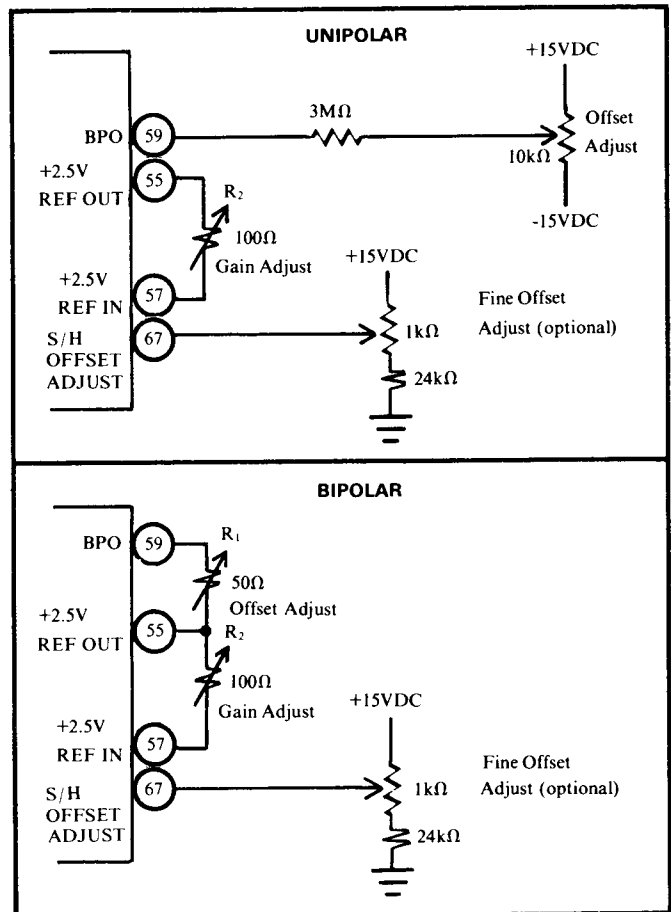 UNIPOLAR
+15VDC
3MΩ
Offset
Adjust
BPO
59
10kΩ
+2.5V
REF OUT
55
-15VDC
R2
100Ω
Gain Adjust
+15VDC
+2.5V
REF IN
57
Fine Offset
Adjust (optional)
S/H
OFFSET
ADJUST
67
1kΩ
24kΩ
BIPOLAR
BPO
59
R1
50Ω
Offset Adjust
+2.5V
REF OUT
55
R2
100Ω
Gain Adjust
+15VDC
+2.5V
REF IN
57
Fine Offset
Adjust (optional)
S/H
OFFSET
ADJUST
67
1kΩ
24kΩ